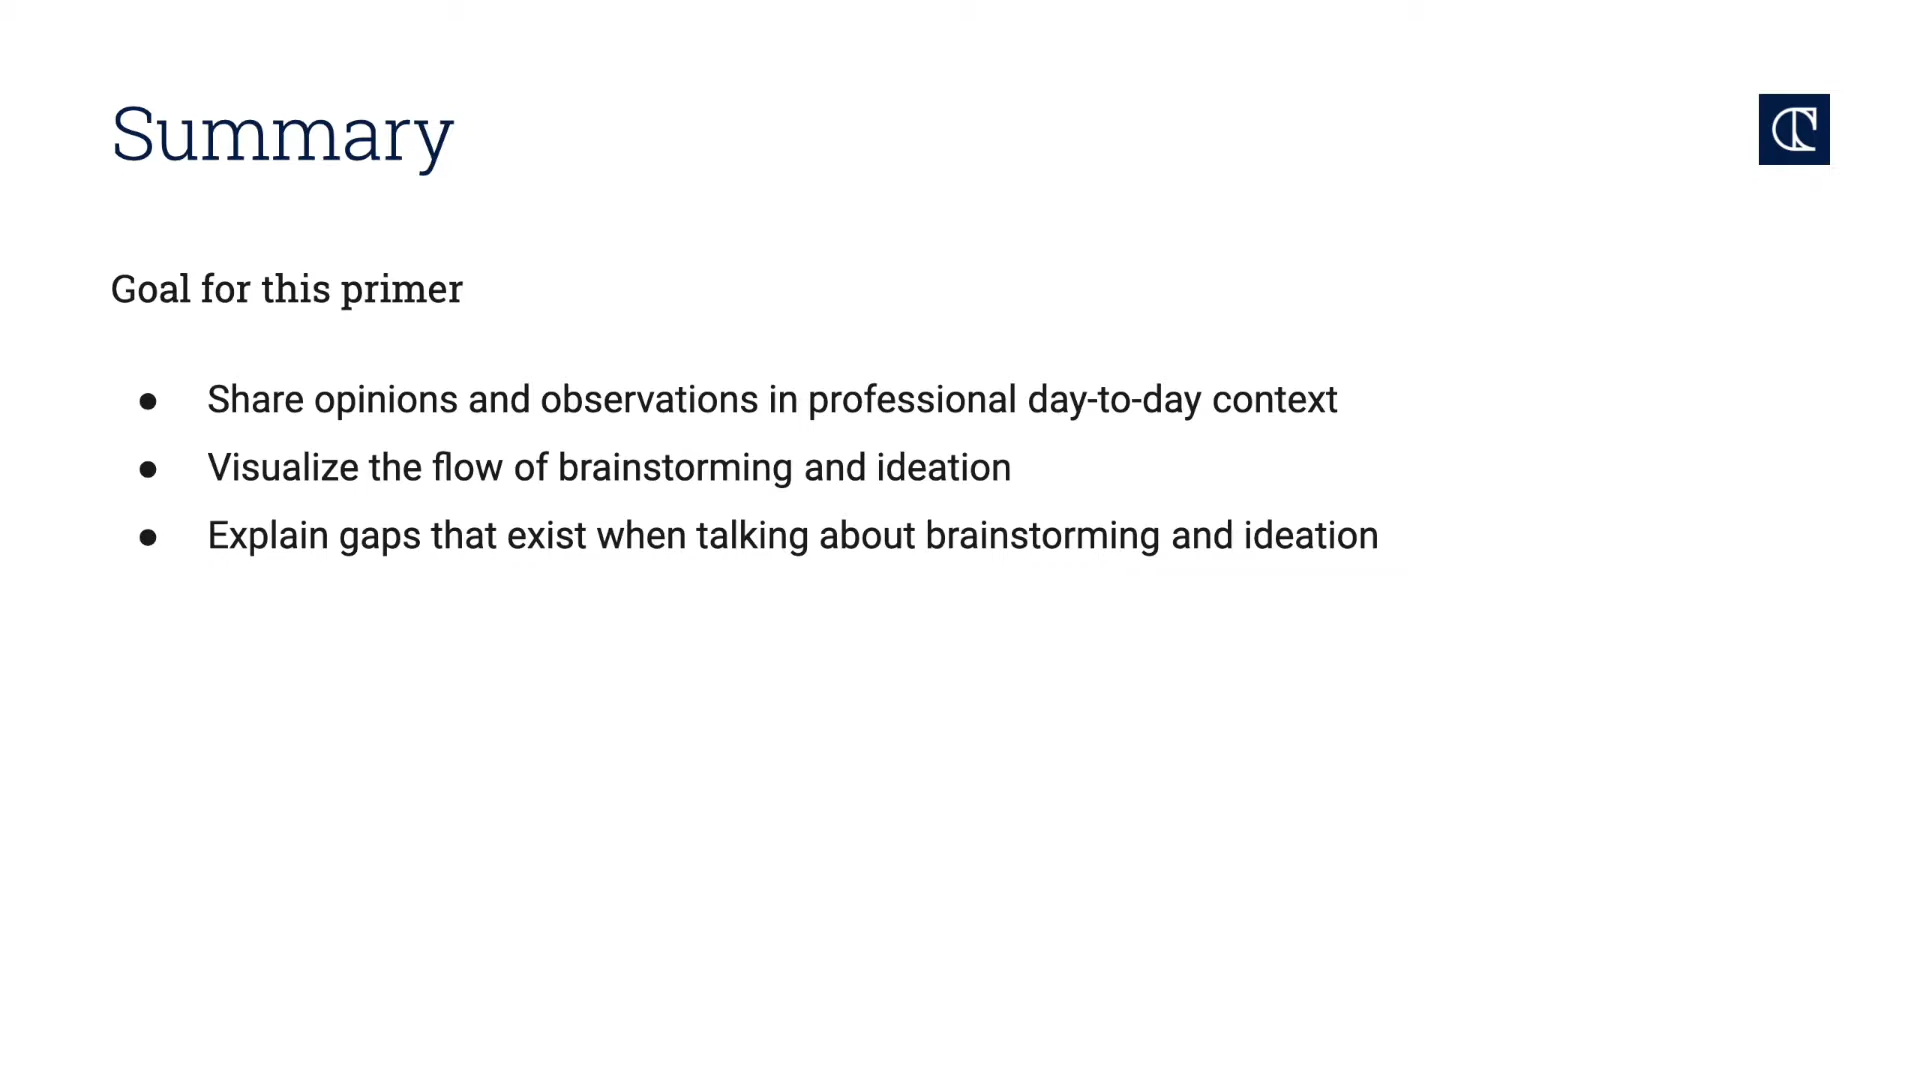 Summary
Goal for this primer
● Share opinions and observations in professional day-to-day context
● Visualize the flow of brainstorming and ideation
● Explain gaps that exist when talking about brainstorming and ideation